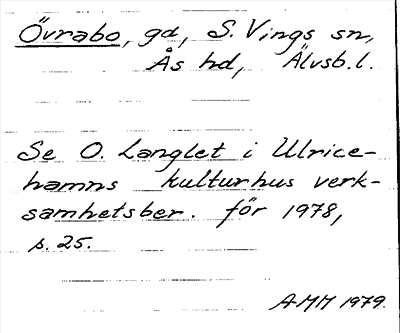 Övrabo, gd, S. Vings sn,
Ås hd, Älvsb.l.
Se O. Langlet i Ulrice-
hamns kulturhus verk-
samhetsber. för 1978,
s. 25.
AMM 1979.